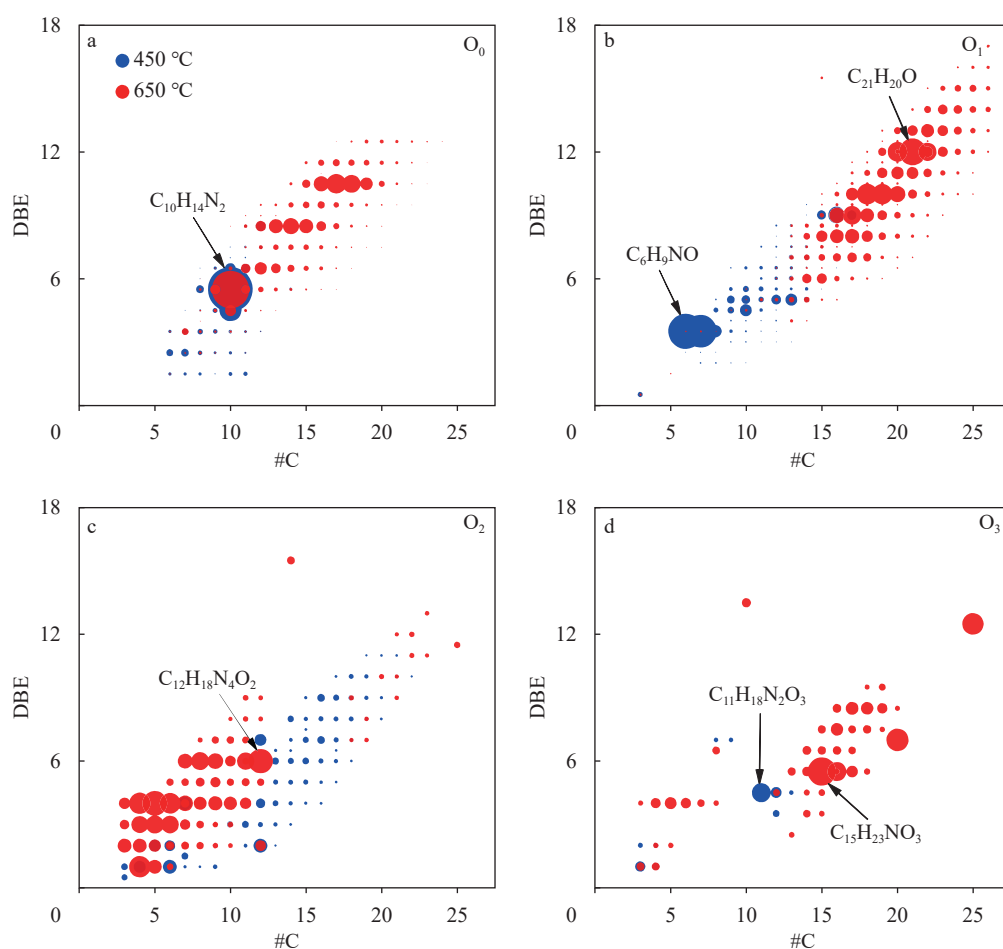 a
O₀
450 ℃
650 ℃
C₁₀H₁₄N₂
18
12
6
0
5
10
15
20
25
DBE
#C
b
O₁
C₂₁H₂₀O
C₆H₉NO
18
12
6
0
5
10
15
20
25
DBE
#C
c
O₂
C₁₂H₁₈N₄O₂
18
12
6
0
5
10
15
20
25
DBE
#C
d
O₃
C₁₁H₁₈N₂O₃
C₁₅H₂₃NO₃
18
12
6
0
5
10
15
20
25
DBE
#C